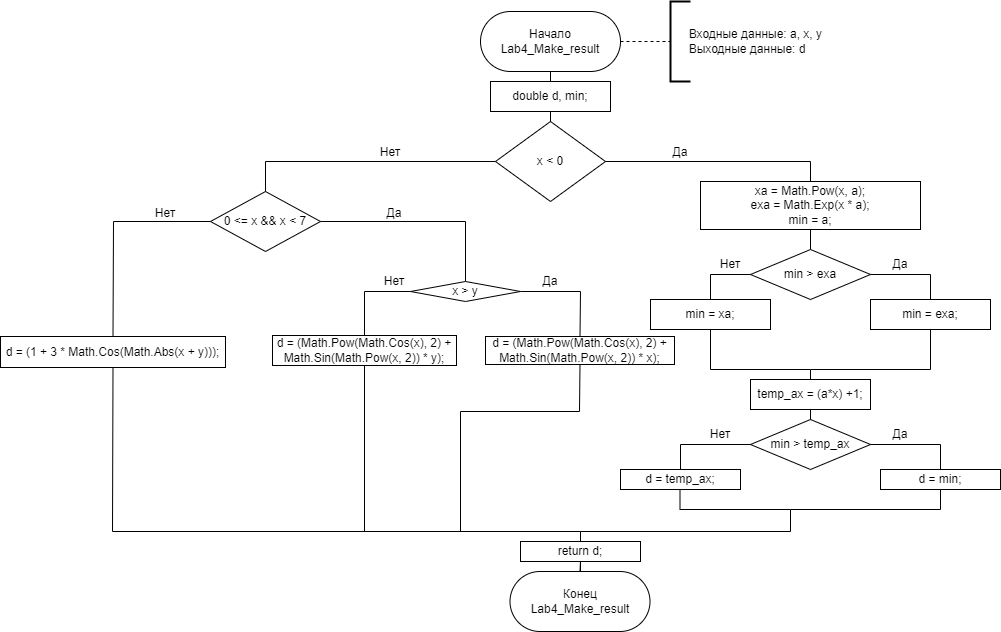 Начало
Lab4_Make_result
Входные данные: a, x, y
Выходные данные: d
double d, min;
x < 0
Нет
Да
0 <= x && x < 7
Нет
Да
x > y
Нет
Да
d = (1 + 3 * Math.Cos(Math.Abs(x + y)));
d = (Math.Pow(Math.Cos(x), 2) +
Math.Sin(Math.Pow(x, 2)) * y);
d = (Math.Pow(Math.Cos(x), 2) +
Math.Sin(Math.Pow(x, 2)) * x);
xa = Math.Pow(x, a);
exa = Math.Exp(x * a);
min = a;
min > exa
Нет
Да
min = xa;
min = exa;
temp_ax = (a*x) +1;
min > temp_ax
Нет
Да
d = temp_ax;
d = min;
return d;
Конец
Lab4_Make_result